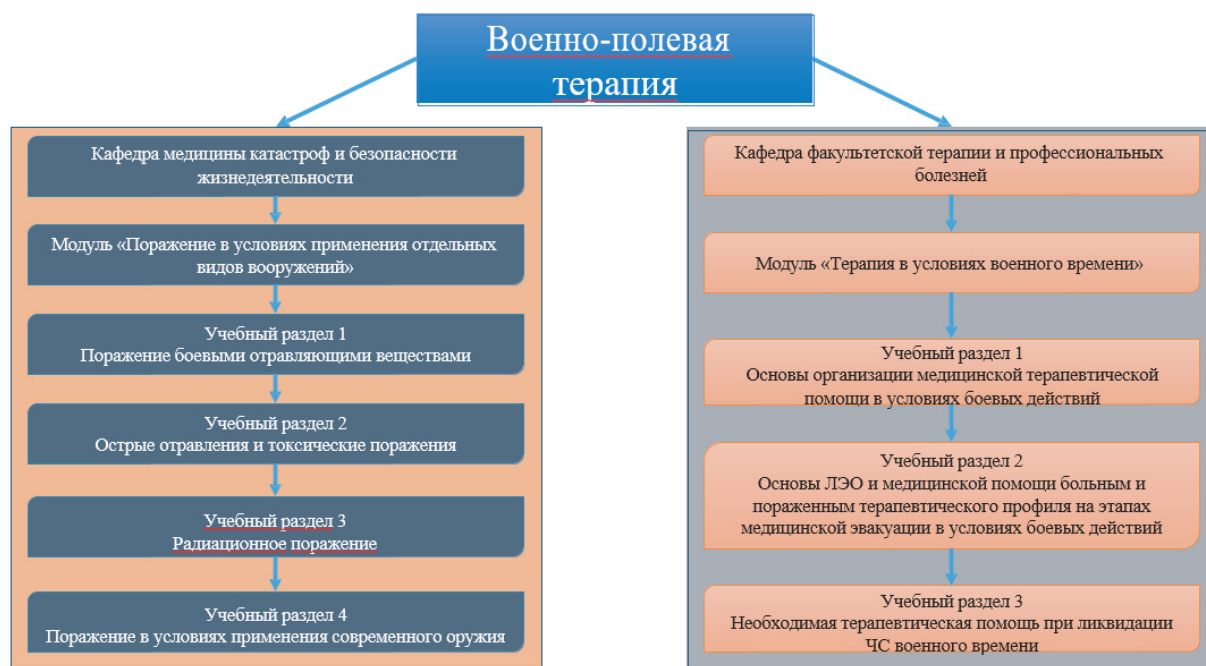 Военно-полевая
терапия
Кафедра медицины катастроф и безопасности
жизнедеятельности
Модуль «Поражение в условиях применения отдельных
видов вооружений»
Учебный раздел 1
Поражение боевыми отравляющими веществами
Учебный раздел 2
Острые отравления и токсические поражения
Учебный раздел 3
Радиационное поражение
Учебный раздел 4
Поражение в условиях применения современного оружия
Кафедра факультетской терапии и профессиональных
болезней
Модуль «Терапия в условиях военного времени»
Учебный раздел 1
Основы организации медицинской терапевтической
помощи в условиях боевых действий
Учебный раздел 2
Основы ЛЭО и медицинской помощи больным и
пораженным терапевтического профиля на этапах
медицинской эвакуации в условиях боевых действий
Учебный раздел 3
Необходимая терапевтическая помощь при ликвидации
ЧС военного времени